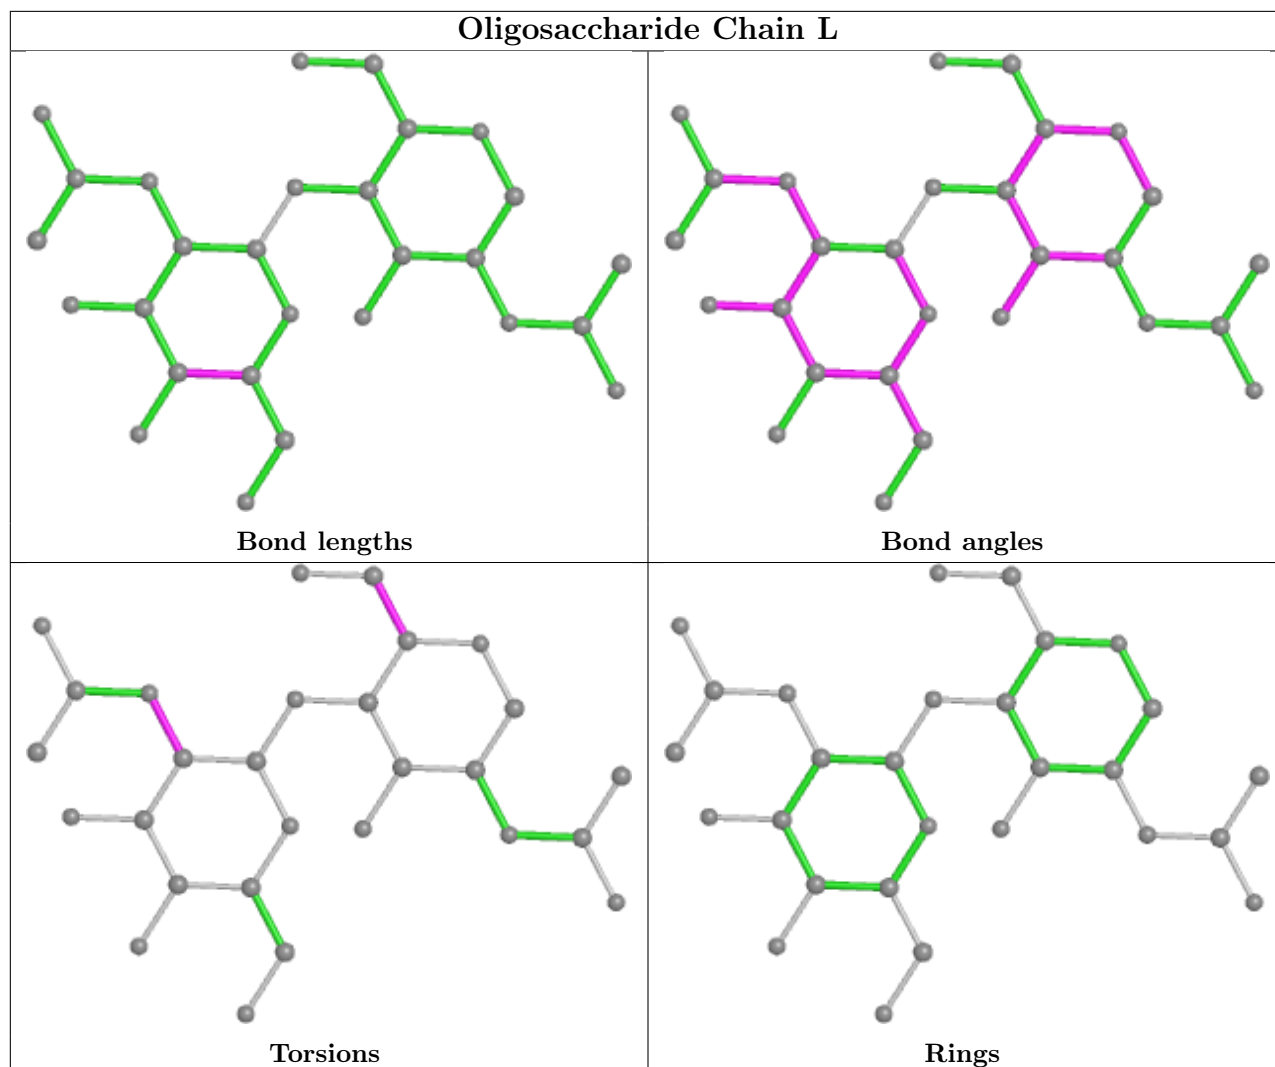 Oligosaccharide Chain L
Bond lengths
Bond angles
Torsions
Rings